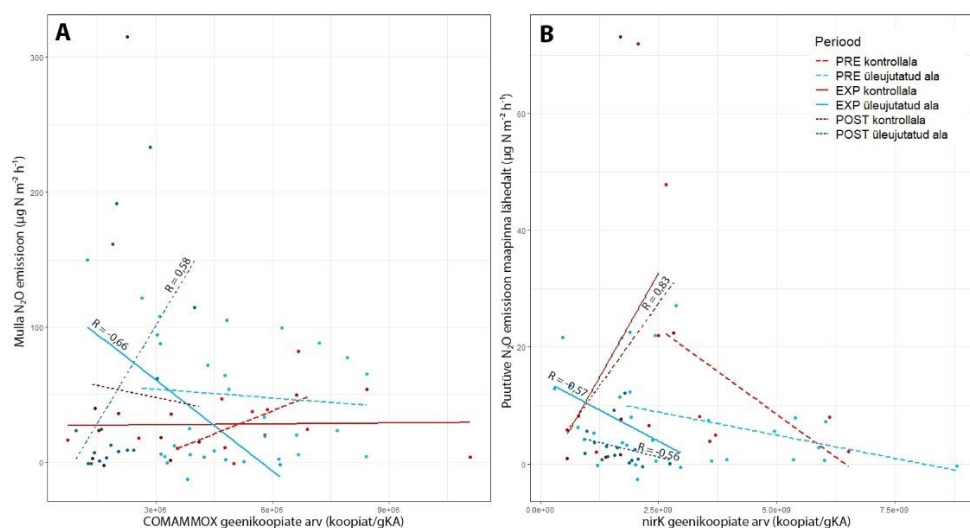 A
Mulla N₂O emissioon (µg N m⁻² h⁻¹)
300
200
100
0
R = 0,58
R = -0,66
3e+06
6e+06
9e+06
COMAMMOX geenikoopiate arv (koopiat/gKA)
B
Puutüve N₂O emissioon maapinna lähedalt (µg N m⁻² h⁻¹)
60
40
20
0
Periood
PRE kontrollala
PRE üleujutatud ala
EXP kontrollala
EXP üleujutatud ala
POST kontrollala
POST üleujutatud ala
R = 0,83
R = -0,57
R = -0,56
0.0e+00
2.5e+09
5.0e+09
7.5e+09
nirK geenikoopiate arv (koopiat/gKA)